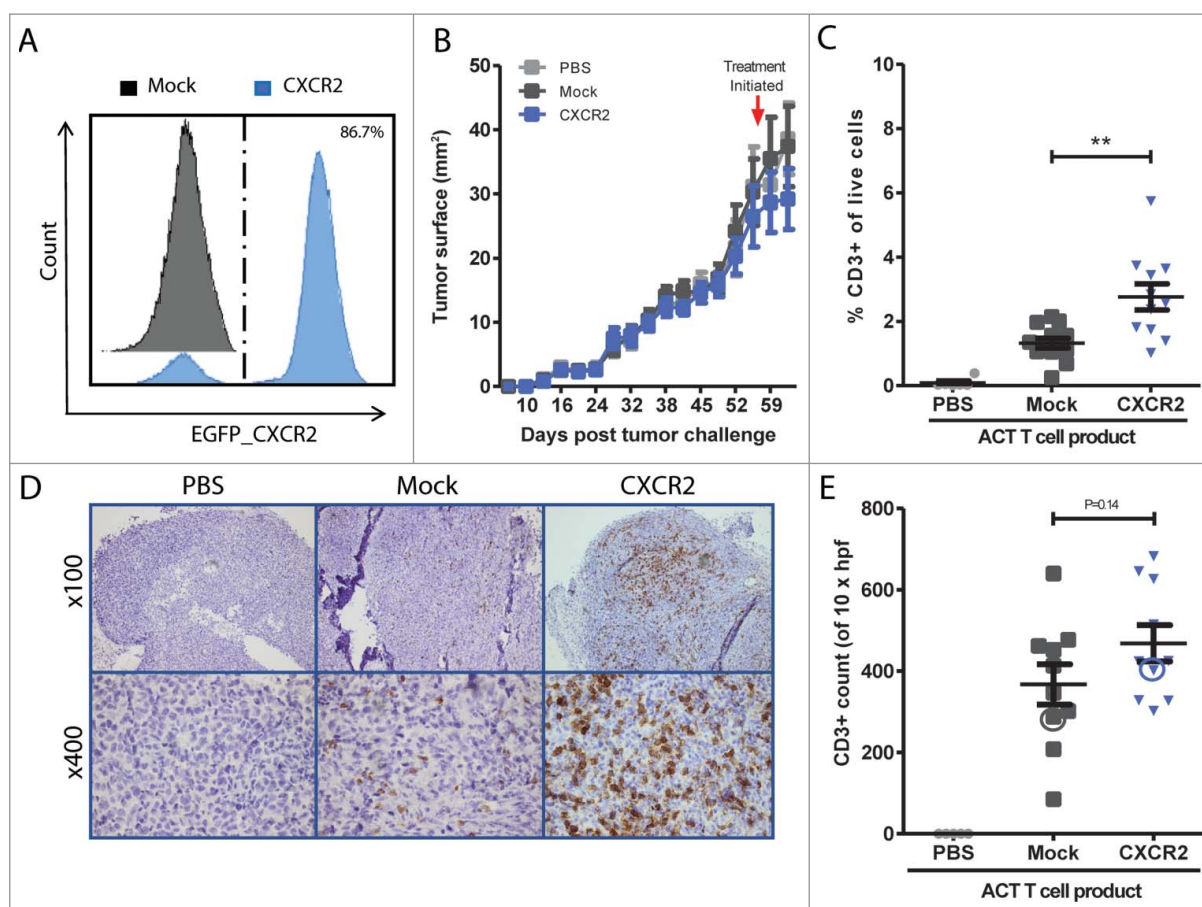 A
Mock
CXCR2
86.7%
Count
EGFP_CXCR2
B
PBS
Mock
CXCR2
Treatment
Initiated
Tumor surface (mm²)
50
40
30
20
10
0
10 16 24 32 38 45 52 59
Days post tumor challenge
C
% CD3+ of live cells
10
8
6
4
2
0
**
PBS Mock CXCR2
ACT T cell product
D
PBS Mock CXCR2
x100
x400
E
CD3+ count (of 10 x hpf)
800
600
400
200
0
P=0.14
PBS Mock CXCR2
ACT T cell product